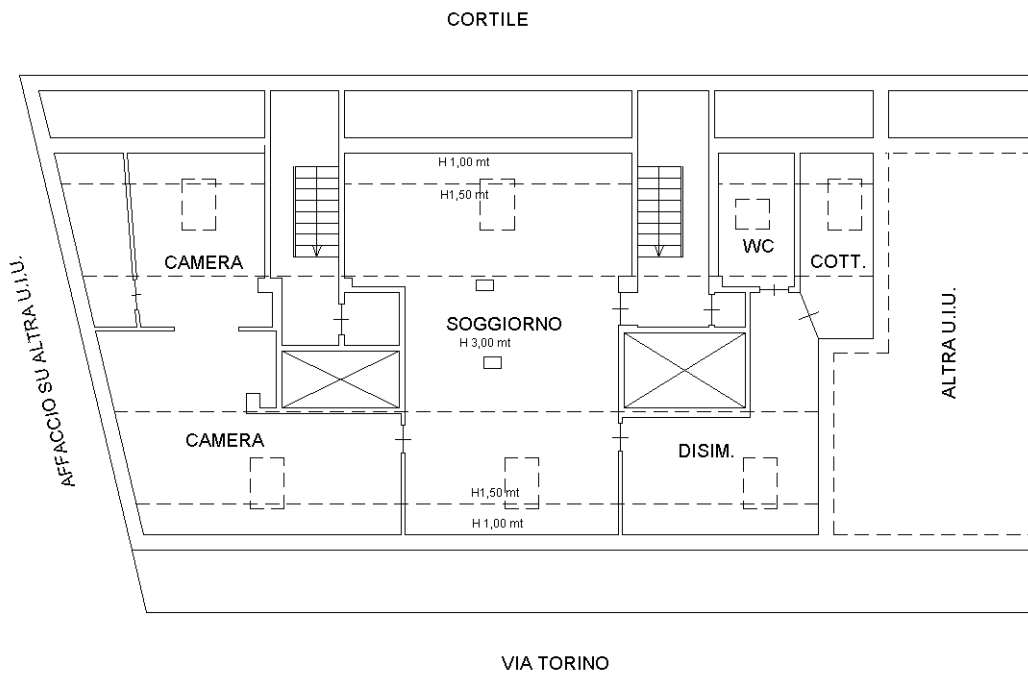 CORTILE
H 1,00 mt
H1,50 mt
WC
CAMERA
COTT.
SOGGIORNO
H 3,00 mt
AFFACCIO SU ALTRA U.I.U.
ALTRA U.I.U.
CAMERA
DISIM.
H1,50 mt
H 1,00 mt
VIA TORINO